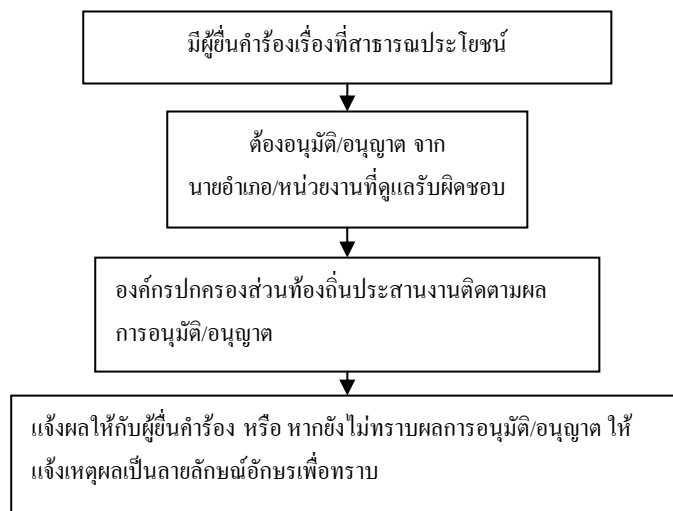 มีผู้ยื่นคำร้องเรื่องที่สาธารณประโยชน์
ต้องอนุมัติ/อนุญาต จาก
นายอำเภอ/หน่วยงานที่ดูแลรับผิดชอบ
องค์กรปกครองส่วนท้องถิ่นประสานงานติดตามผล
การอนุมัติ/อนุญาต
แจ้งผลให้กับผู้ยื่นคำร้อง หรือ หากยังไม่ทราบผลการอนุมัติ/อนุญาต ให้
แจ้งเหตุผลเป็นลายลักษณ์อักษรเพื่อทราบ